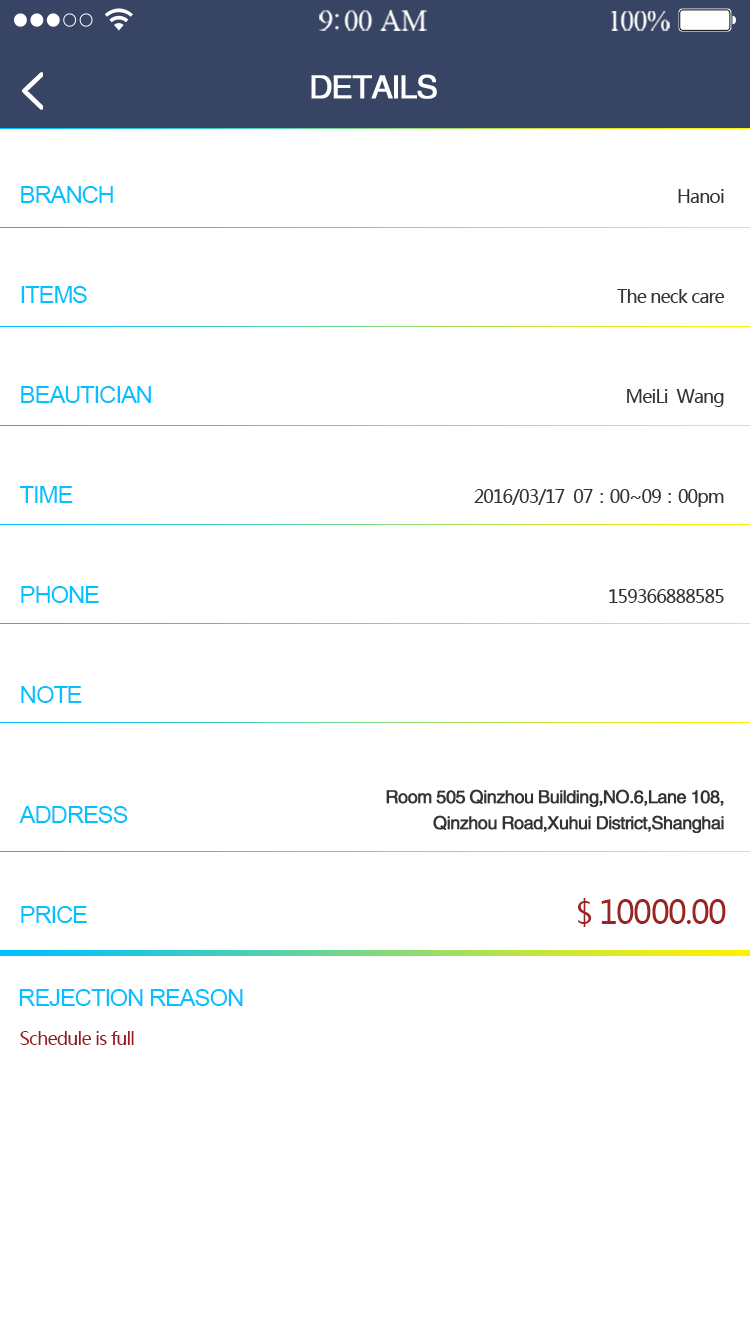 9:00 AM 100%
DETAILS
BRANCH Hanoi
ITEMS The neck care
BEAUTICIAN MeiLi Wang
TIME 2016/03/17 07 : 00~09 : 00pm
PHONE 159366888585
NOTE
ADDRESS Room 505 Qinzhou Building,NO.6,Lane 108,
Qinzhou Road,Xuhui District,Shanghai
PRICE $ 10000.00
REJECTION REASON
Schedule is full